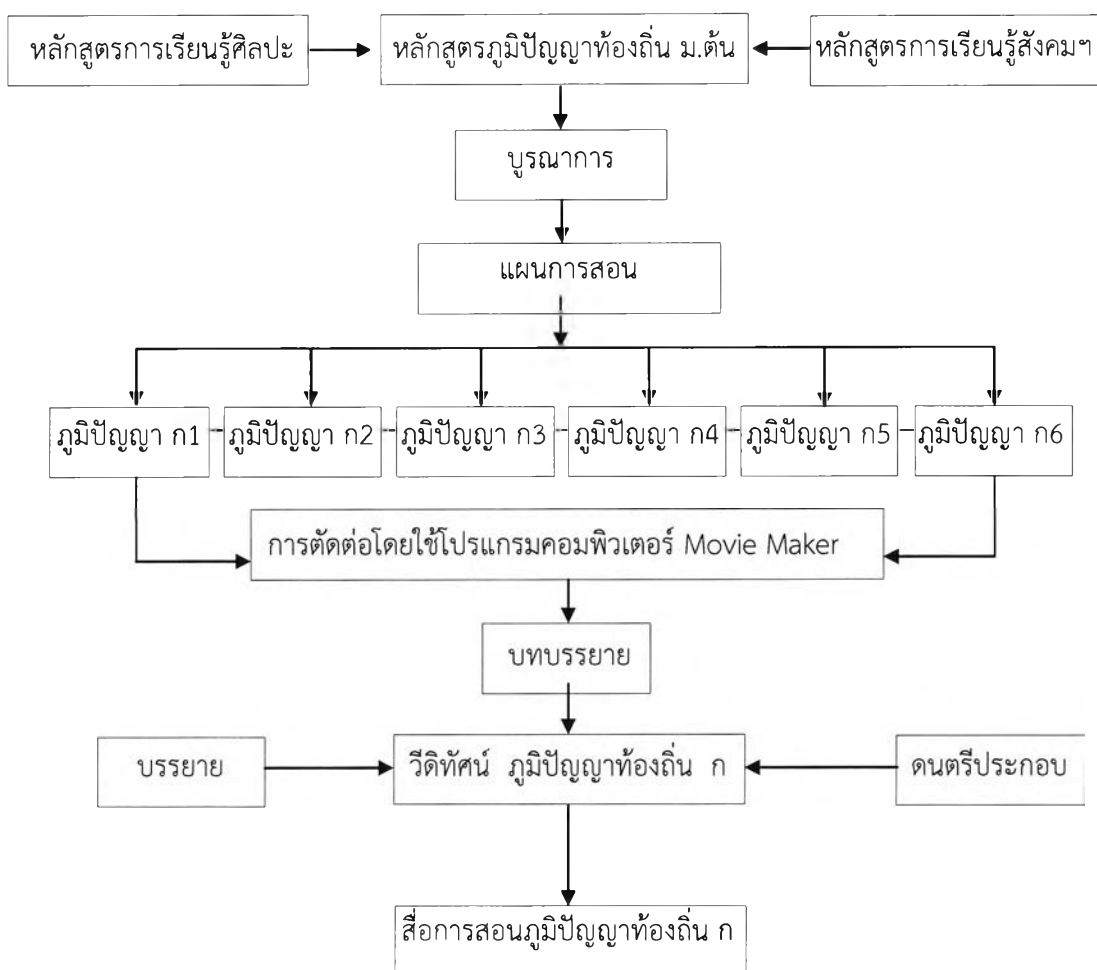 หลักสูตรการเรียนรู้ศิลปะ
หลักสูตรภูมิปัญญาท้องถิ่น ม.ต้น
หลักสูตรการเรียนรู้สังคมฯ
บูรณาการ
แผนการสอน
ภูมิปัญญา ก1
ภูมิปัญญา ก2
ภูมิปัญญา ก3
ภูมิปัญญา ก4
ภูมิปัญญา ก5
ภูมิปัญญา ก6
การตัดต่อโดยใช้โปรแกรมคอมพิวเตอร์ Movie Maker
บทบรรยาย
บรรยาย
วีดิทัศน์ ภูมิปัญญาท้องถิ่น ก
ดนตรีประกอบ
สื่อการสอนภูมิปัญญาท้องถิ่น ก